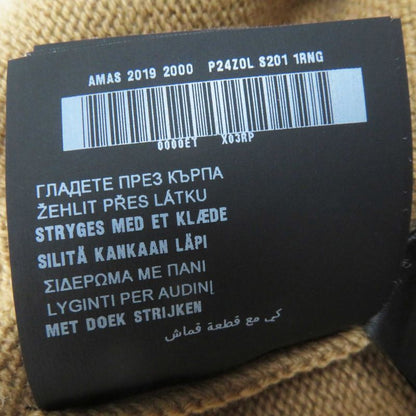 AMAS 2019 2000 P24Z0L S201 1RNG
0000ET X03RP
ГЛАДЕТЕ ПРЕЗ КЪРПА
ŽEHLIT PŘES LÁTKU
STRYGES MED ET KLÆDE
SILITÄ KANKAAN LÄPI
ΣΙΔΕΡΩΜΑ ΜΕ ΠΑΝΙ
LYGINTI PER AUDINĮ
MET DOEK STRIJKEN
كي مع قطعة قماش